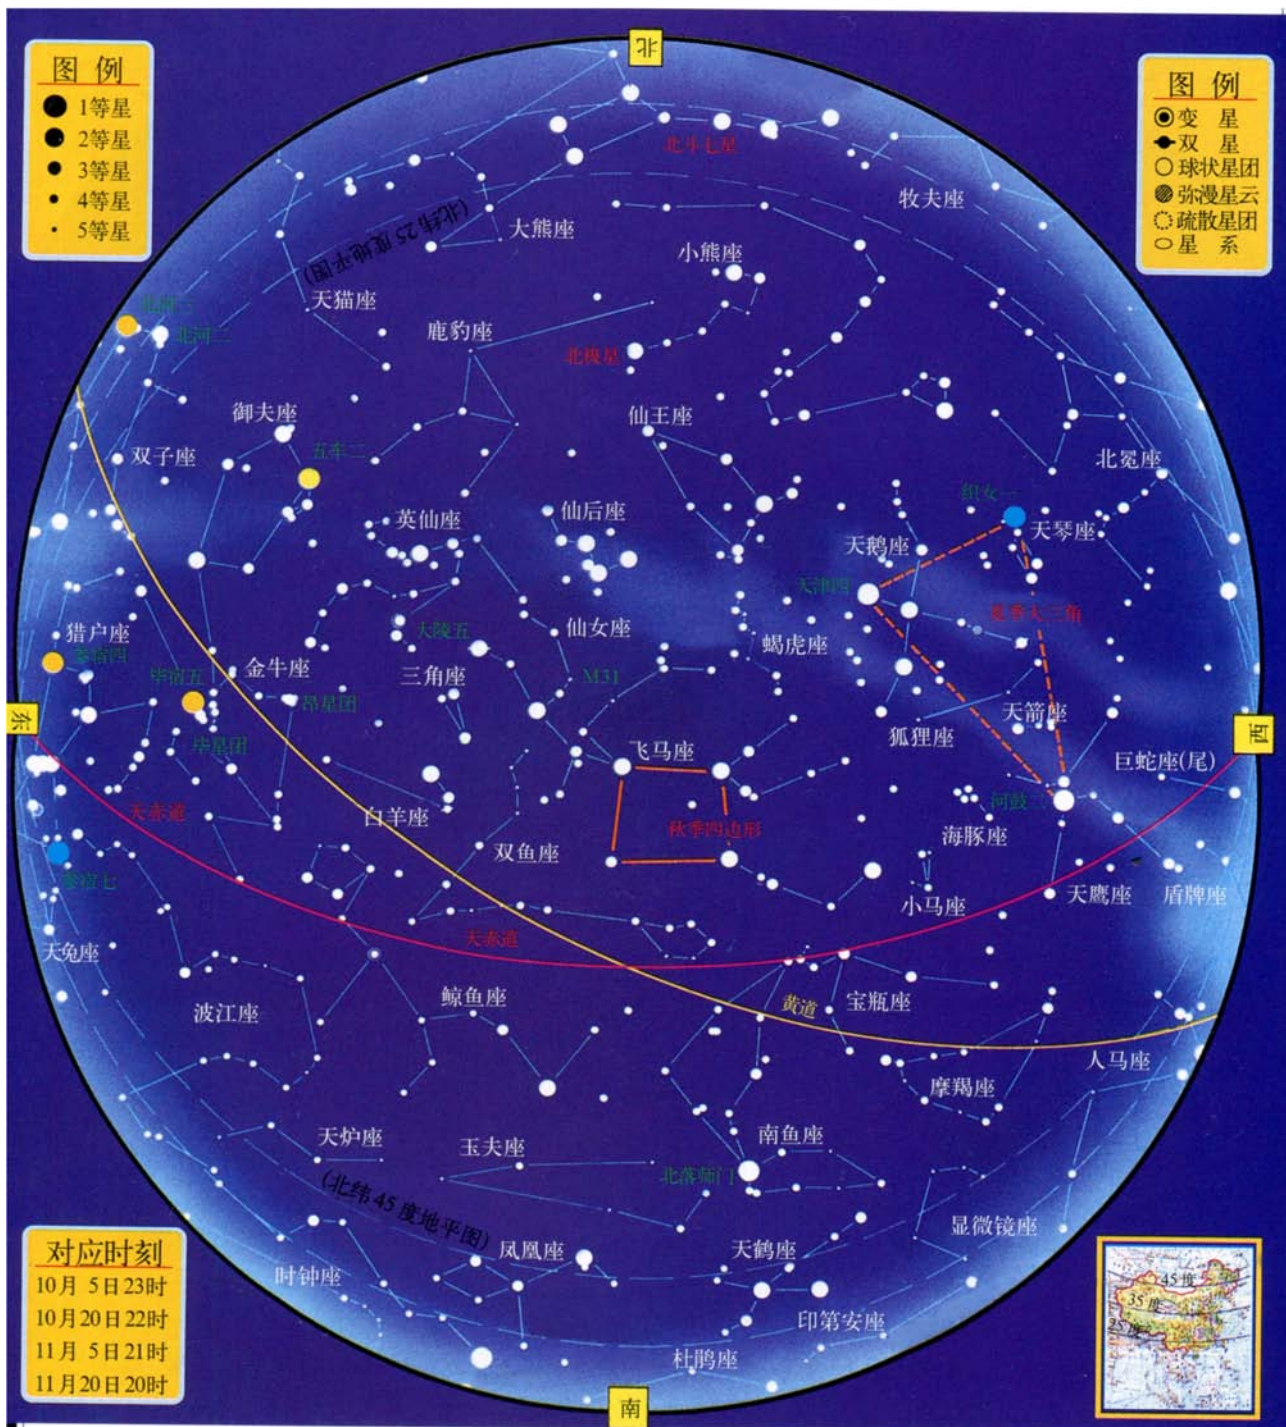 北
图 例
1等星
2等星
3等星
4等星
5等星
图 例
变 星
双 星
球状星团
弥漫星云
疏散星团
星 系
北斗七星
牧夫座
(北纬25度地平图)
大熊座
小熊座
天猫座
北河三
北河二
鹿豹座
北极星
御夫座
仙王座
双子座
五车二
北冕座
织女一
英仙座
仙后座
天琴座
天鹅座
天津四
夏季大三角
猎户座
参宿四
大陵五
仙女座
蝎虎座
金牛座
毕宿五
三角座
M31
昴星团
东
毕星团
天箭座
狐狸座
西
飞马座
巨蛇座(尾)
天赤道
白羊座
秋季四边形
河鼓二
海豚座
双鱼座
参宿七
小马座
天鹰座
盾牌座
天兔座
天赤道
鲸鱼座
黄道
宝瓶座
波江座
人马座
摩羯座
天炉座
玉夫座
南鱼座
北落师门
(北纬45度地平图)
显微镜座
凤凰座
天鹤座
时钟座
印第安座
杜鹃座
南
对应时刻
10月 5日23时
10月20日22时
11月 5日21时
11月20日20时
45度
35度
25度